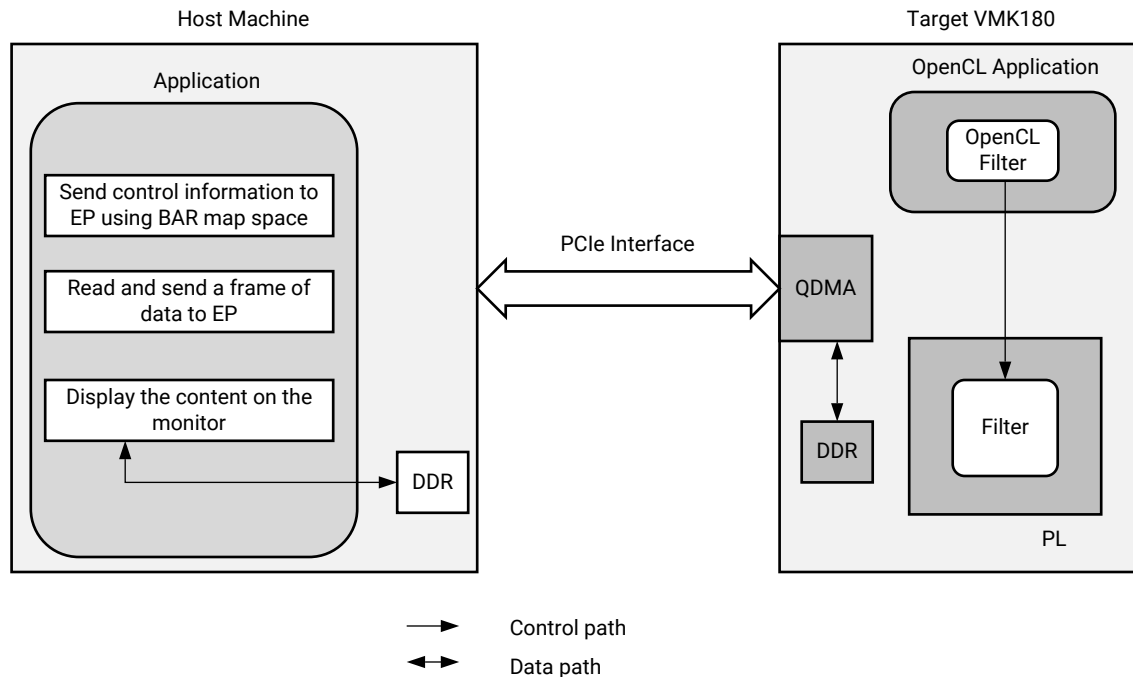 Host Machine
Target VMK180
Application
OpenCL Application
Send control information to
EP using BAR map space
Read and send a frame of
data to EP
Display the content on the
monitor
DDR
PCIe Interface
OpenCL
Filter
QDMA
DDR
Filter
PL
Control path
Data path